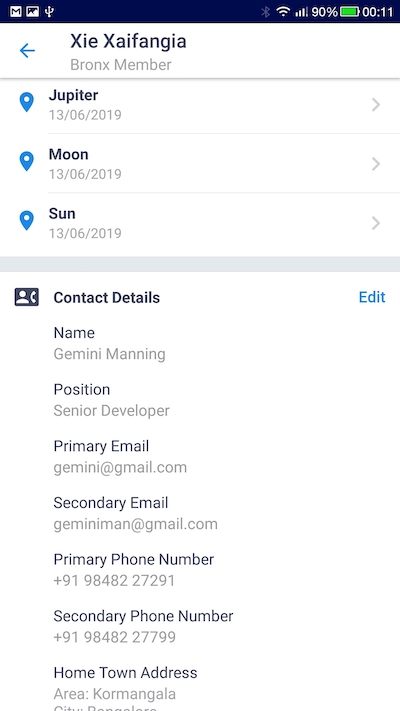 90% 00:11
Xie Xaifangia
Bronx Member
Jupiter
13/06/2019
Moon
13/06/2019
Sun
13/06/2019
Contact Details Edit
Name
Gemini Manning
Position
Senior Developer
Primary Email
gemini@gmail.com
Secondary Email
geminiman@gmail.com
Primary Phone Number
+91 98482 27291
Secondary Phone Number
+91 98482 27799
Home Town Address
Area: Kormangala
City: Bangalore